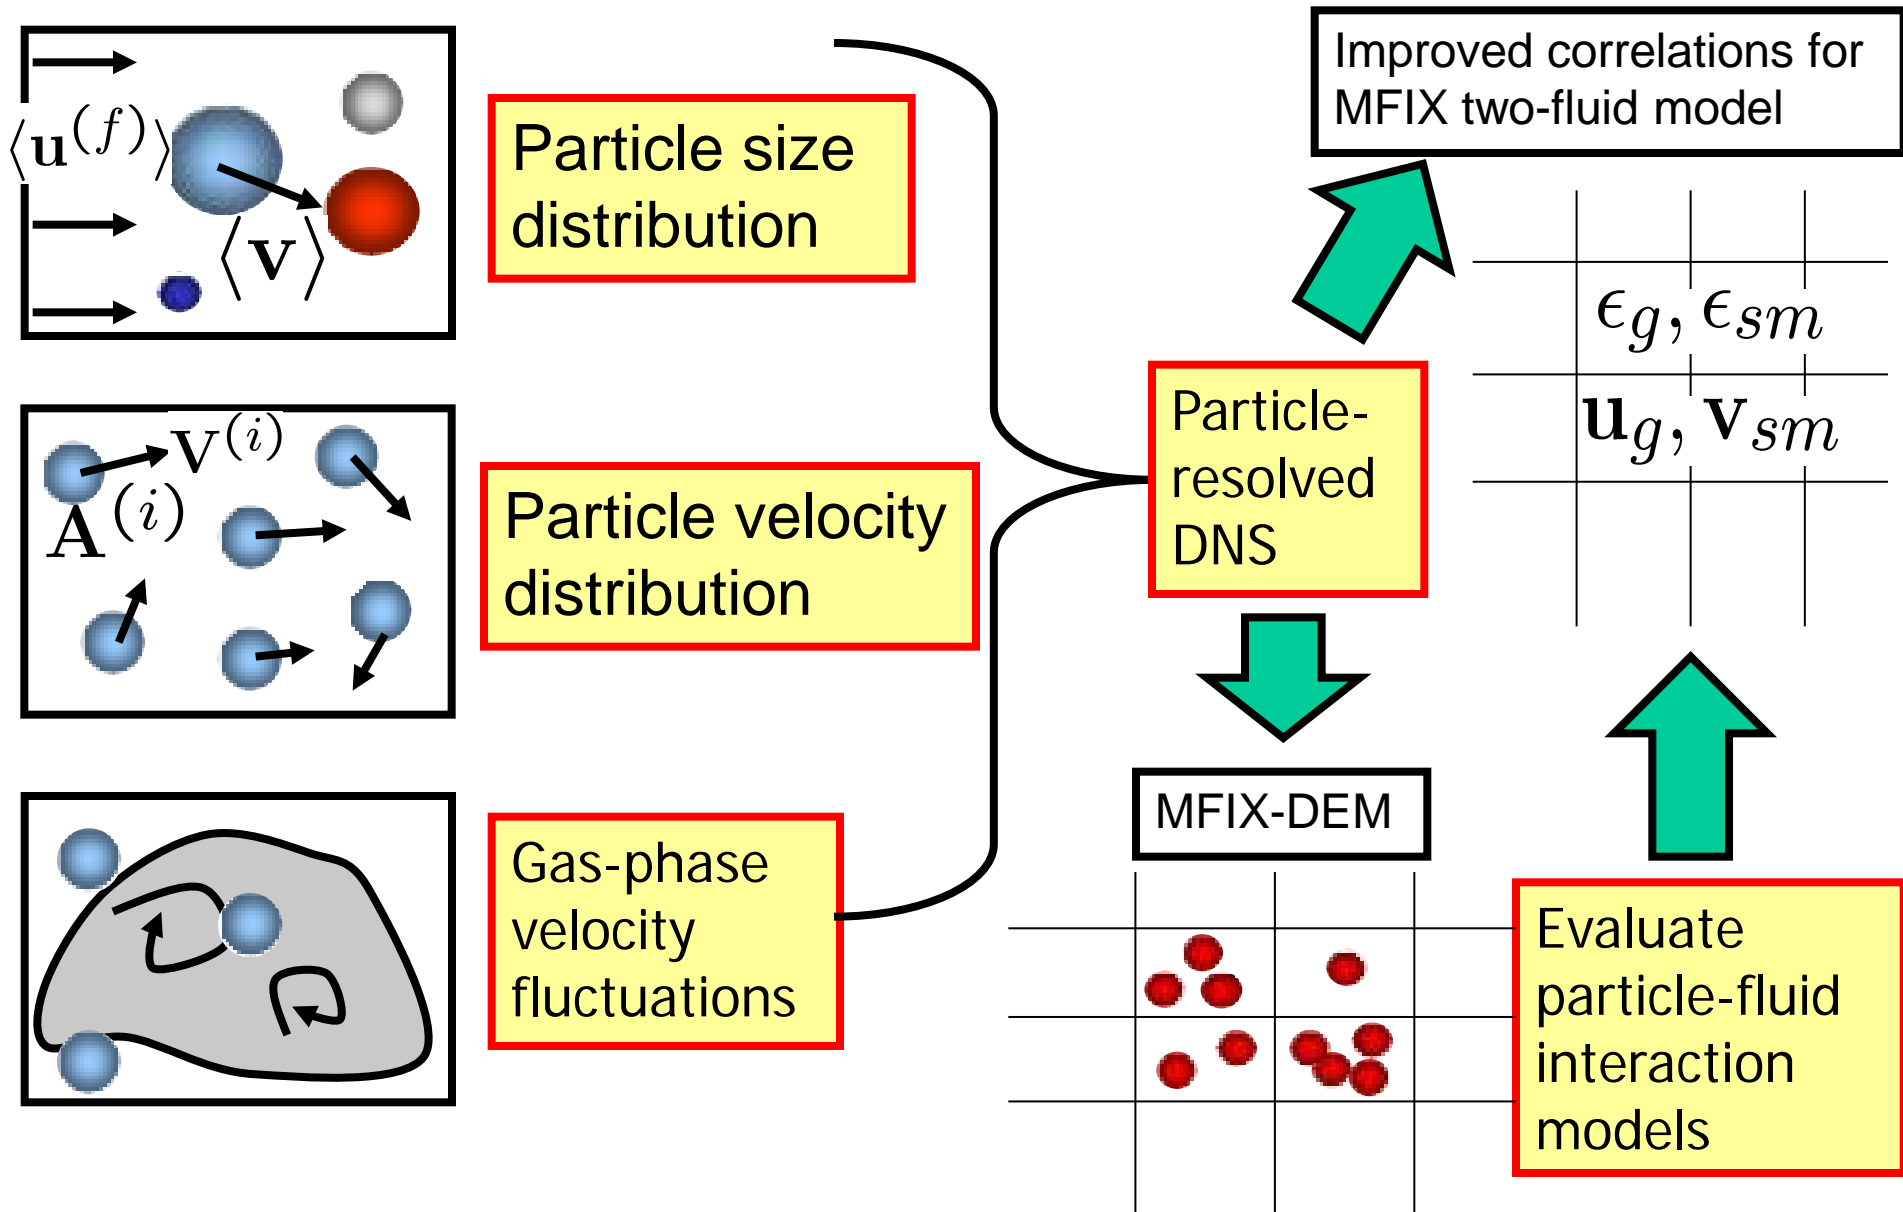 ⟨u^(f)⟩
⟨v⟩
Particle size
distribution
V^(i)
A^(i)
Particle velocity
distribution
Gas-phase
velocity
fluctuations
Particle-
resolved
DNS
Improved correlations for
MFIX two-fluid model
ϵ_g, ϵ_sm
u_g, v_sm
MFIX-DEM
Evaluate
particle-fluid
interaction
models